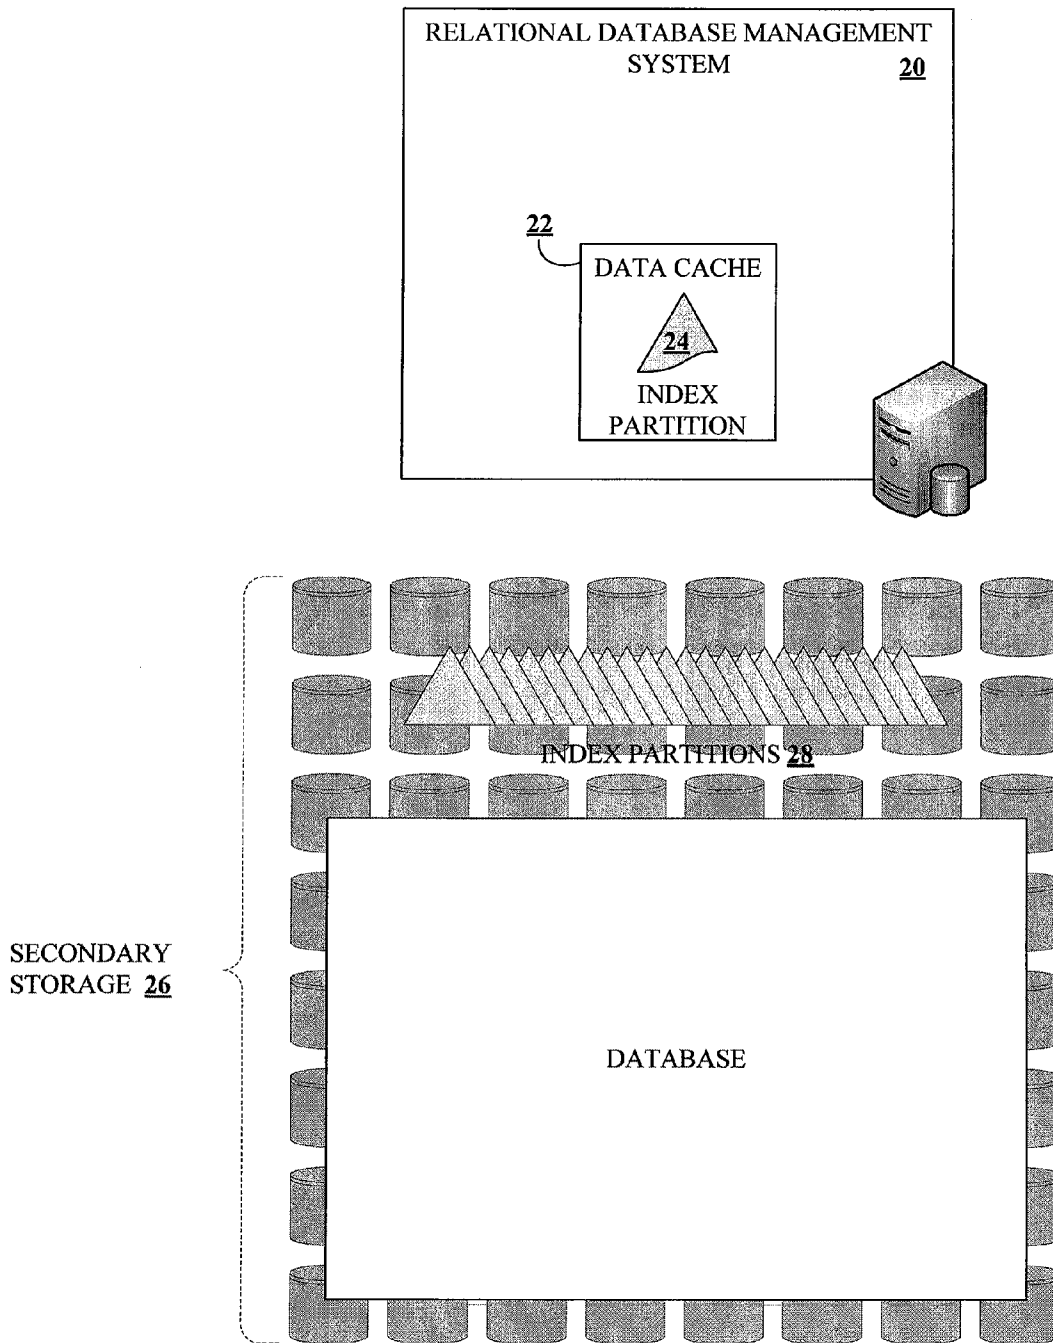 RELATIONAL DATABASE MANAGEMENT
SYSTEM 20
22
DATA CACHE
24
INDEX
PARTITION
INDEX PARTITIONS 28
SECONDARY
STORAGE 26
DATABASE